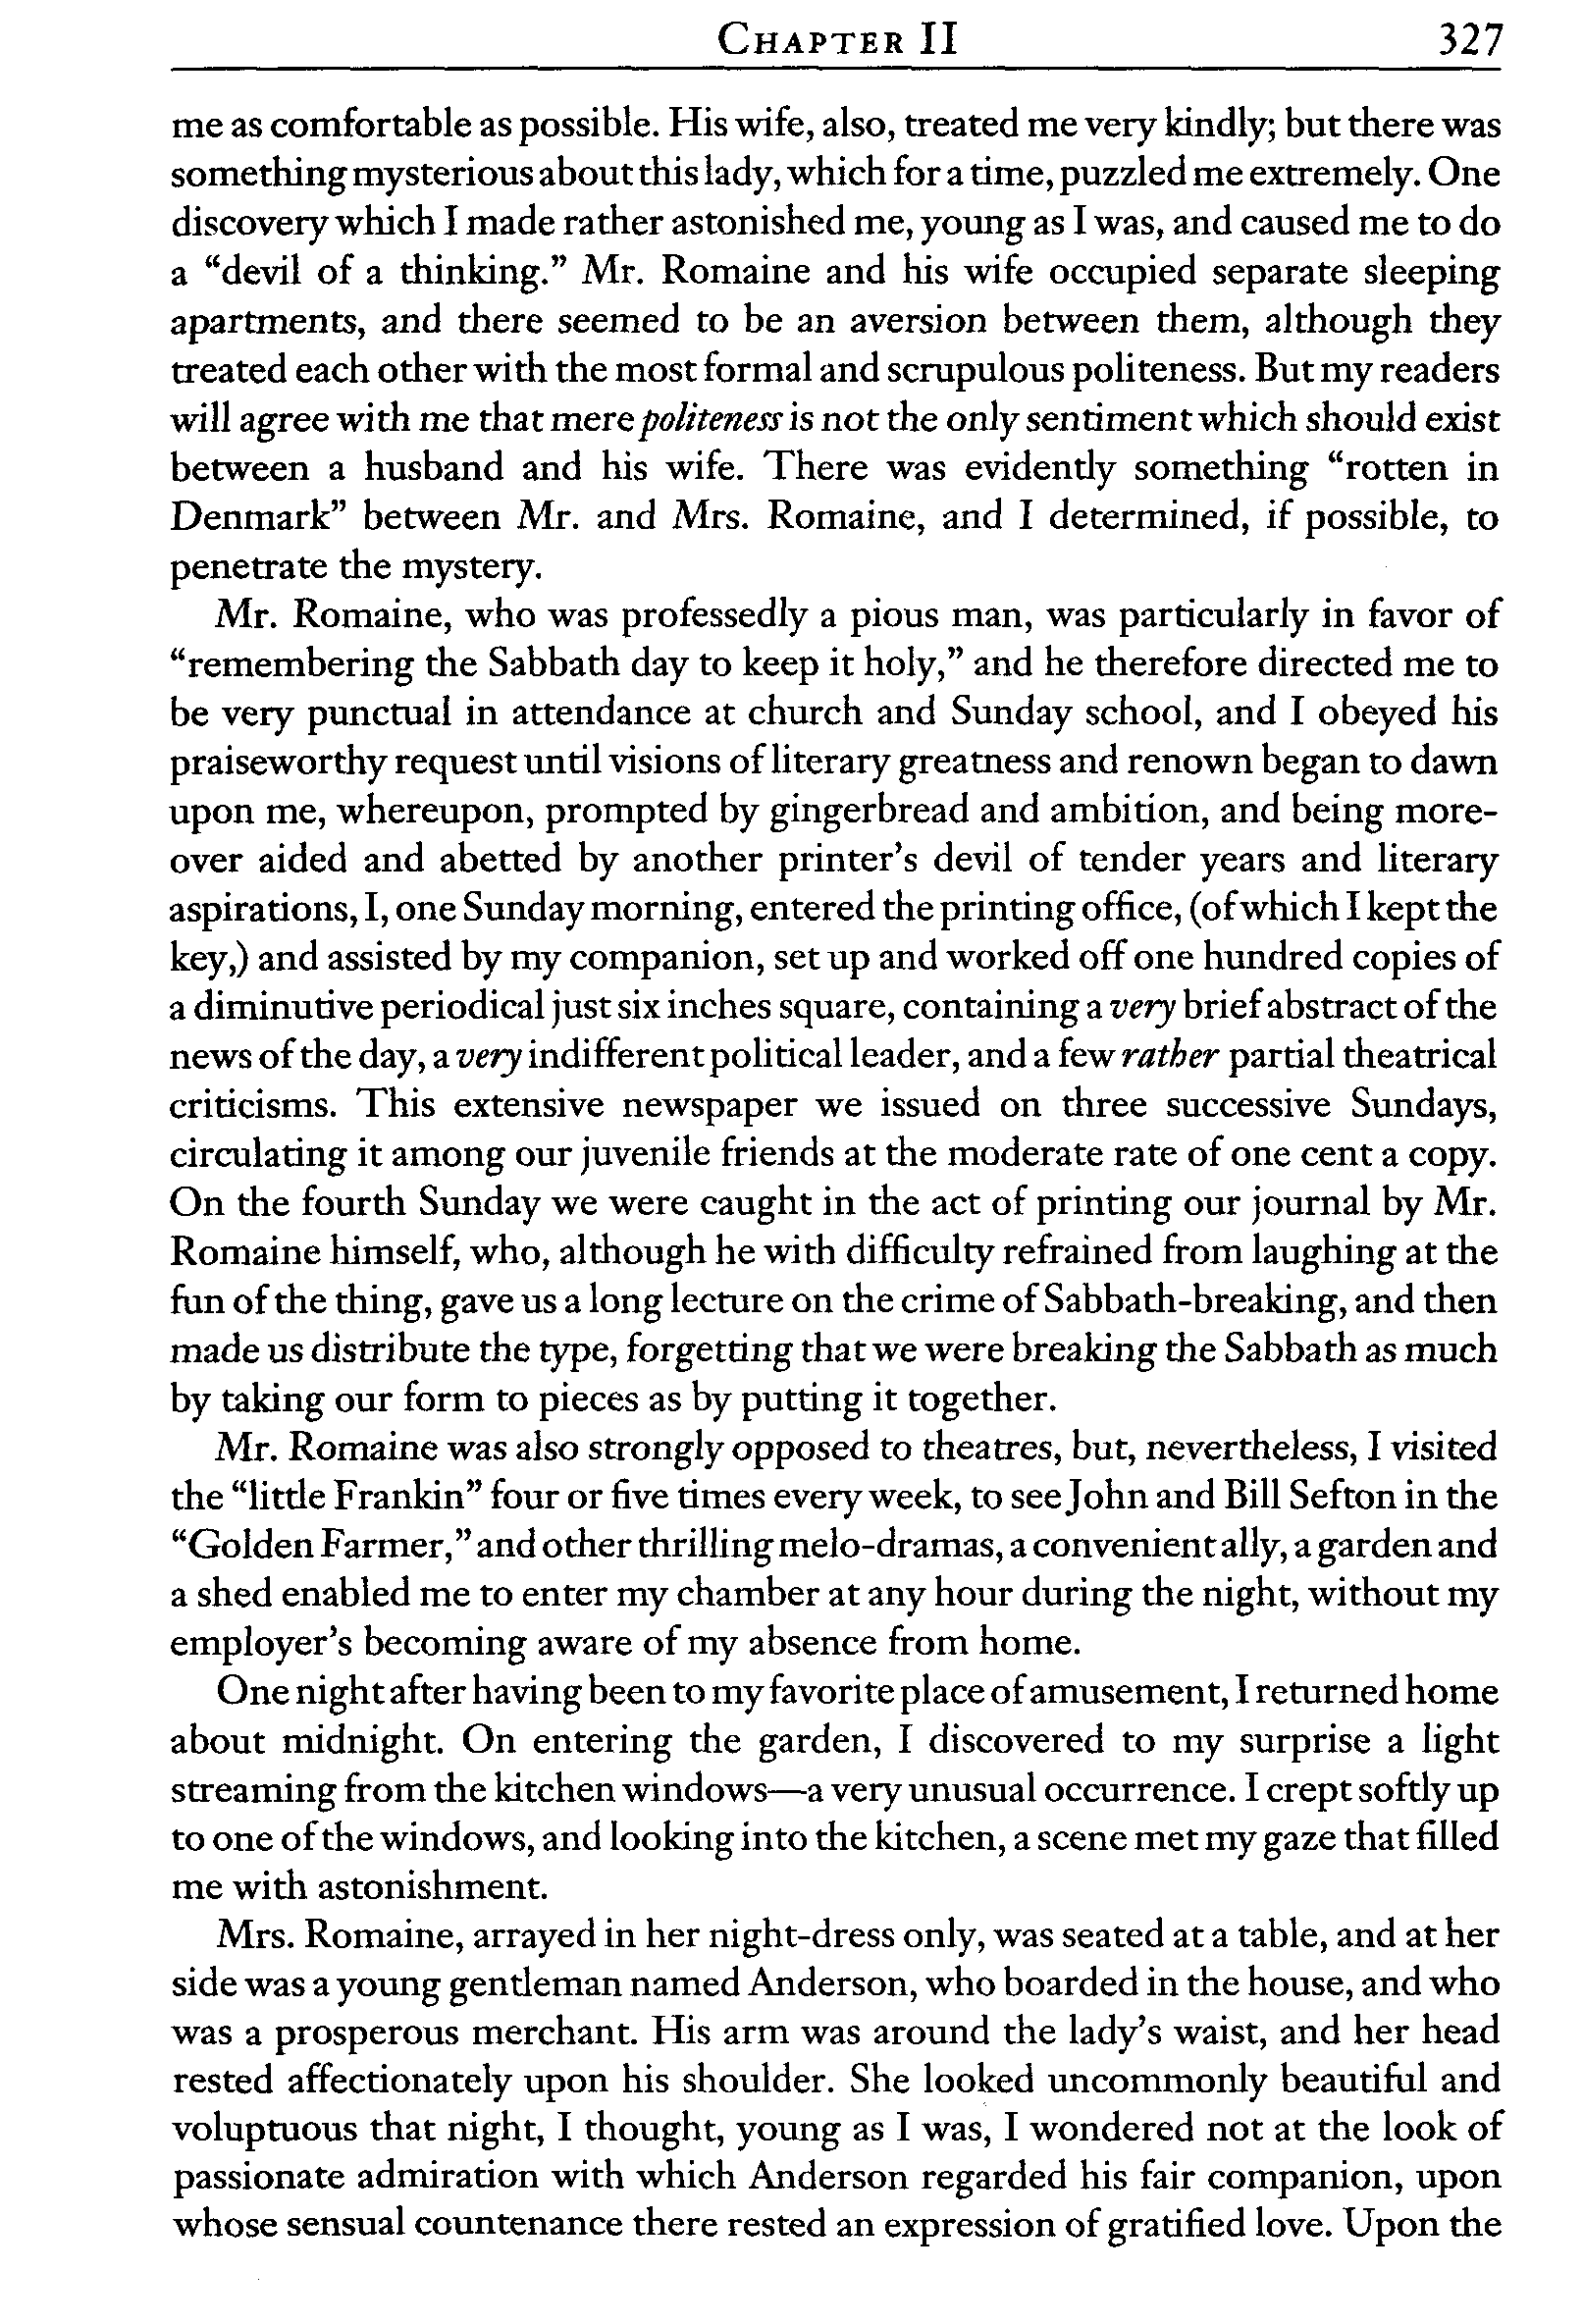 CHAPTER II 327
me as comfortable as possible. His wife, also, treated me very kindly; but there was
something mysterious about this lady, which for a time, puzzled me extremely. One
discovery which I made rather astonished me, young as I was, and caused me to do
a “devil of a thinking.” Mr. Romaine and his wife occupied separate sleeping
apartments, and there seemed to be an aversion between them, although they
treated each other with the most formal and scrupulous politeness. But my readers
will agree with me that mere politeness is not the only sentiment which should exist
between a husband and his wife. There was evidently something “rotten in
Denmark” between Mr. and Mrs. Romaine, and I determined, if possible, to
penetrate the mystery.
Mr. Romaine, who was professedly a pious man, was particularly in favor of
“remembering the Sabbath day to keep it holy,” and he therefore directed me to
be very punctual in attendance at church and Sunday school, and I obeyed his
praiseworthy request until visions of literary greatness and renown began to dawn
upon me, whereupon, prompted by gingerbread and ambition, and being more-
over aided and abetted by another printer’s devil of tender years and literary
aspirations, I, one Sunday morning, entered the printing office, (of which I kept the
key,) and assisted by my companion, set up and worked off one hundred copies of
a diminutive periodical just six inches square, containing a very brief abstract of the
news of the day, a very indifferent political leader, and a few rather partial theatrical
criticisms. This extensive newspaper we issued on three successive Sundays,
circulating it among our juvenile friends at the moderate rate of one cent a copy.
On the fourth Sunday we were caught in the act of printing our journal by Mr.
Romaine himself, who, although he with difficulty refrained from laughing at the
fun of the thing, gave us a long lecture on the crime of Sabbath-breaking, and then
made us distribute the type, forgetting that we were breaking the Sabbath as much
by taking our form to pieces as by putting it together.
Mr. Romaine was also strongly opposed to theatres, but, nevertheless, I visited
the “little Frankin” four or five times every week, to see John and Bill Sefton in the
“Golden Farmer,” and other thrilling melo-dramas, a convenient ally, a garden and
a shed enabled me to enter my chamber at any hour during the night, without my
employer’s becoming aware of my absence from home.
One night after having been to my favorite place of amusement, I returned home
about midnight. On entering the garden, I discovered to my surprise a light
streaming from the kitchen windows—a very unusual occurrence. I crept softly up
to one of the windows, and looking into the kitchen, a scene met my gaze that filled
me with astonishment.
Mrs. Romaine, arrayed in her night-dress only, was seated at a table, and at her
side was a young gentleman named Anderson, who boarded in the house, and who
was a prosperous merchant. His arm was around the lady’s waist, and her head
rested affectionately upon his shoulder. She looked uncommonly beautiful and
voluptuous that night, I thought, young as I was, I wondered not at the look of
passionate admiration with which Anderson regarded his fair companion, upon
whose sensual countenance there rested an expression of gratified love. Upon the